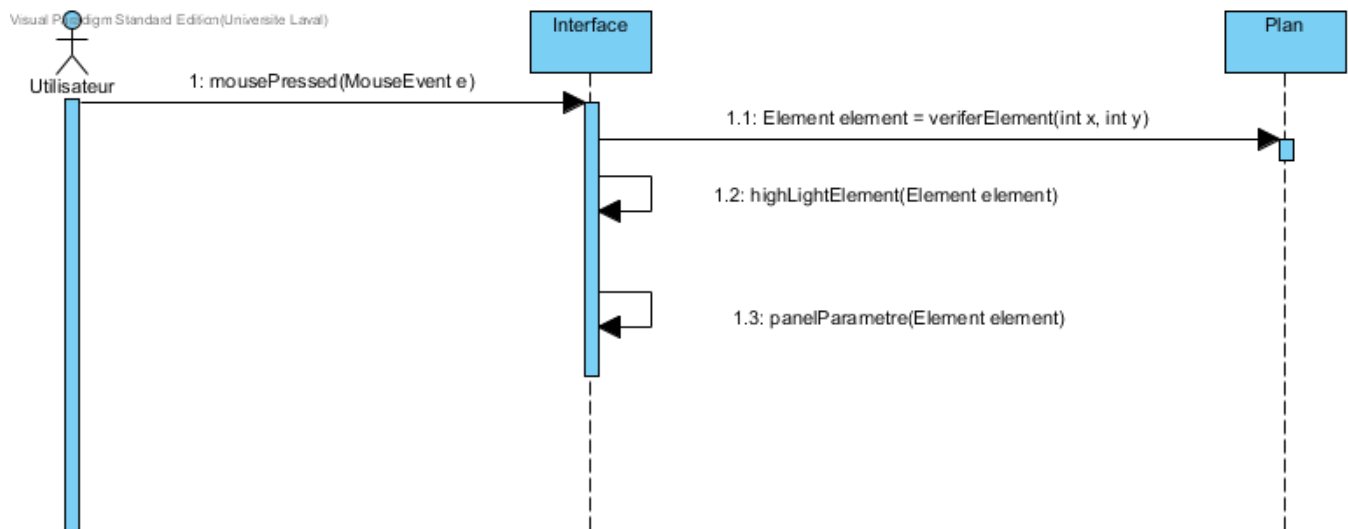 Visual Paradigm Standard Edition(Universite Laval)
Interface
Plan
Utilisateur
1: mousePressed(MouseEvent e)
1.1: Element element = veriferElement(int x, int y)
1.2: highLightElement(Element element)
1.3: panelParametre(Element element)